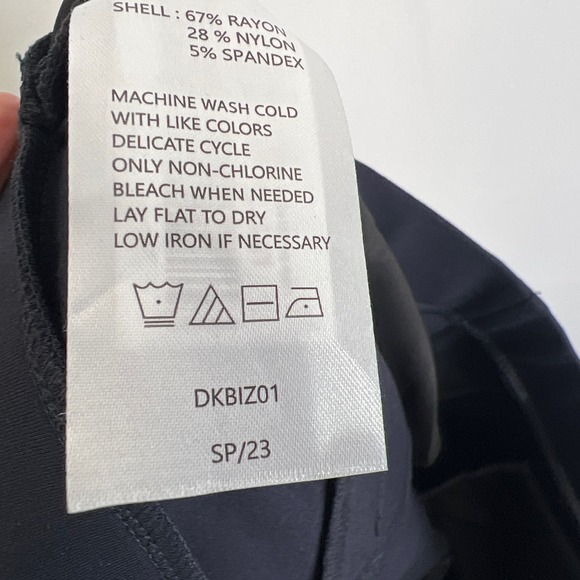 SHELL : 67% RAYON
28 % NYLON
5% SPANDEX
MACHINE WASH COLD
WITH LIKE COLORS
DELICATE CYCLE
ONLY NON-CHLORINE
BLEACH WHEN NEEDED
LAY FLAT TO DRY
LOW IRON IF NECESSARY
DKBIZ01
SP/23